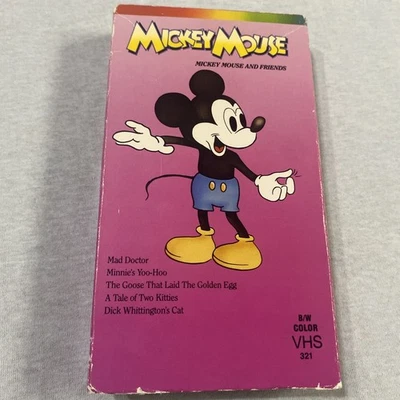 MICKEY MOUSE
MICKEY MOUSE AND FRIENDS
Mad Doctor
Minnie's Yoo-Hoo
The Goose That Laid The Golden Egg
A Tale of Two Kitties
Dick Whittington's Cat
B/W
COLOR
VHS
321